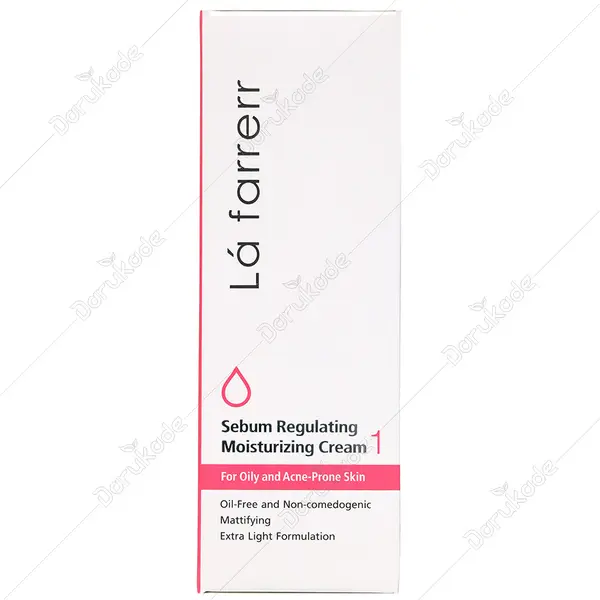 Lá farrerr
Sebum Regulating
Moisturizing Cream 1
For Oily and Acne-Prone Skin
Oil-Free and Non-comedogenic
Mattifying
Extra Light Formulation
Darukade